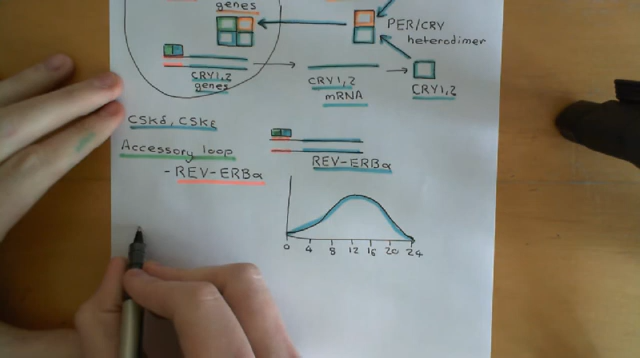 genes
PER/CRY
heterodimer
CRY1,2
genes
CRY1,2
mRNA
CRY1,2
CSKδ, CSKε
Accessory loop
- REV-ERBα
REV-ERBα
0 4 8 12 16 20 24